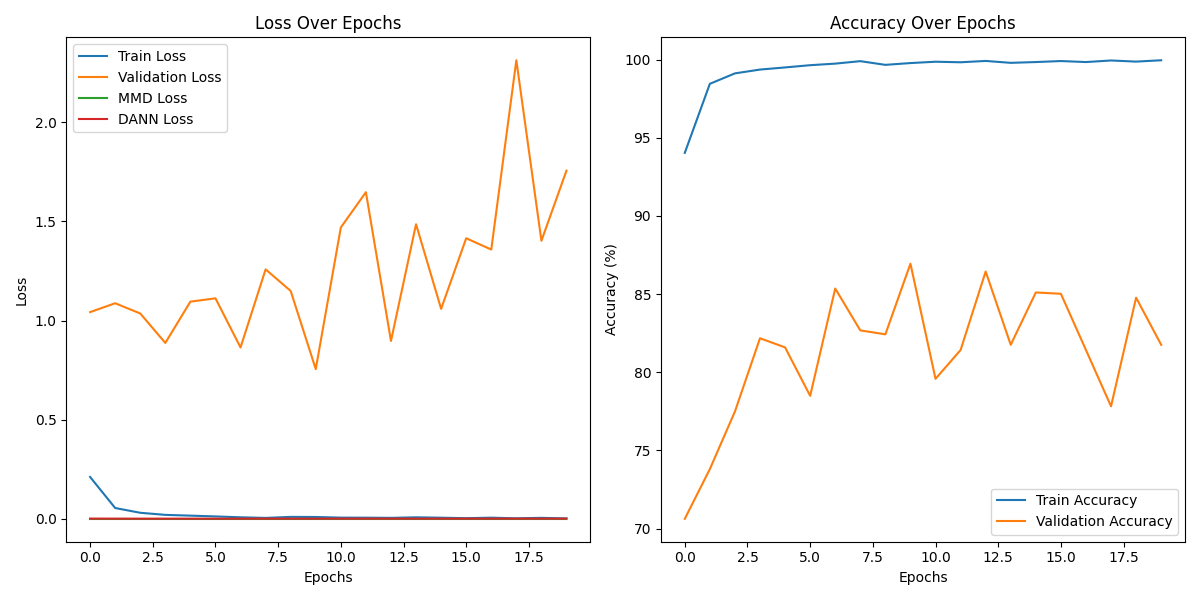 Loss Over Epochs
Train Loss
Validation Loss
MMD Loss
DANN Loss
2.0
1.5
1.0
0.5
0.0
Loss
0.0 2.5 5.0 7.5 10.0 12.5 15.0 17.5
Epochs
Accuracy Over Epochs
100
95
90
85
80
75
70
Accuracy (%)
Train Accuracy
Validation Accuracy
0.0 2.5 5.0 7.5 10.0 12.5 15.0 17.5
Epochs